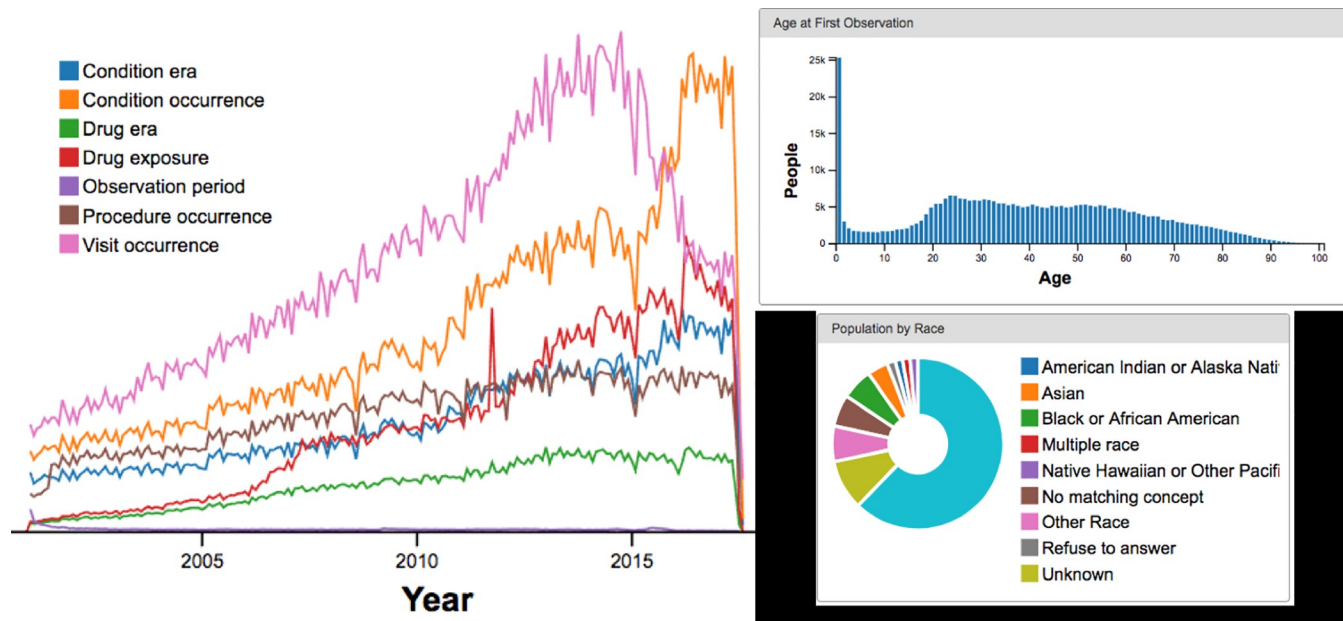 Condition era
Condition occurrence
Drug era
Drug exposure
Observation period
Procedure occurrence
Visit occurrence
2005
2010
2015
Year
Age at First Observation
25k
20k
15k
10k
5k
0
People
0
10
20
30
40
50
60
70
80
90
100
Age
Population by Race
American Indian or Alaska Nati
Asian
Black or African American
Multiple race
Native Hawaiian or Other Pacifi
No matching concept
Other Race
Refuse to answer
Unknown